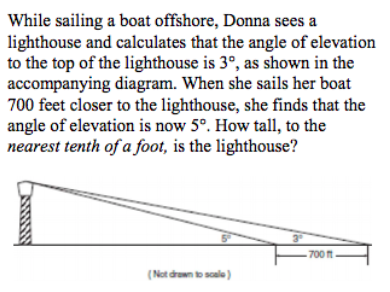 While sailing a boat offshore, Donna sees a
lighthouse and calculates that the angle of elevation
to the top of the lighthouse is 3°, as shown in the
accompanying diagram. When she sails her boat
700 feet closer to the lighthouse, she finds that the
angle of elevation is now 5°. How tall, to the
nearest tenth of a foot, is the lighthouse?
5° 3°
700 ft
(Not drawn to scale)